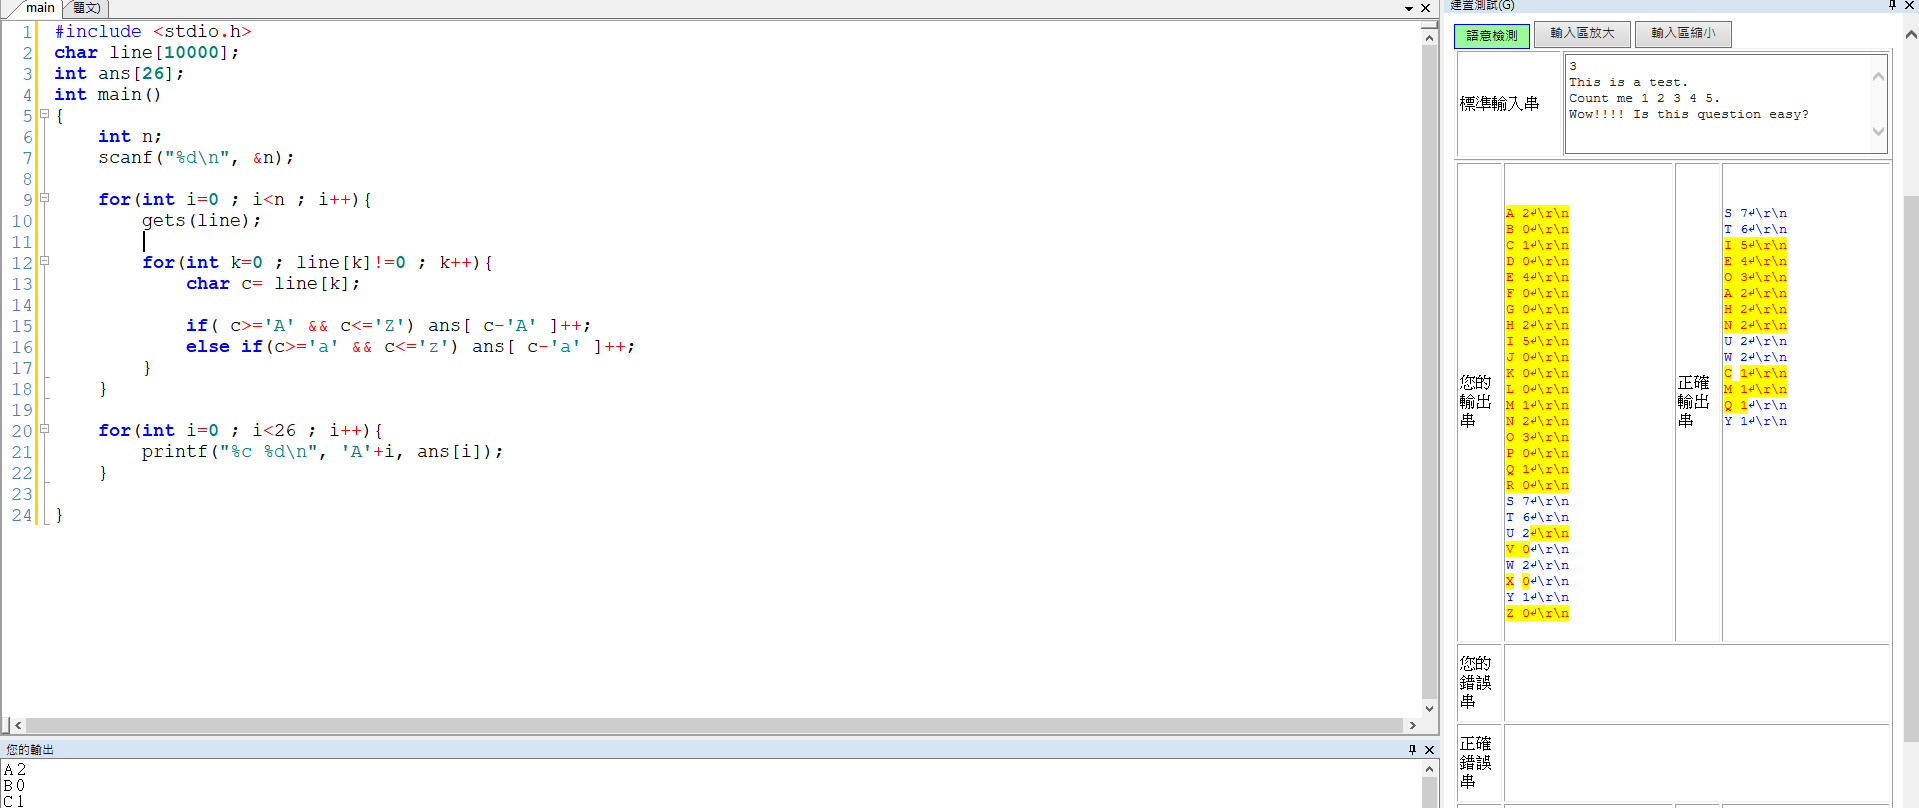 main 題文)
1 #include <stdio.h>
2 char line[10000];
3 int ans[26];
4 int main()
5 {
6 int n;
7 scanf("%d\n", &n);
8
9 for(int i=0 ; i<n ; i++){
10 gets(line);
11
12 for(int k=0 ; line[k]!=0 ; k++){
13 char c= line[k];
14
15 if( c>='A' && c<='Z') ans[ c-'A' ]++;
16 else if(c>='a' && c<='z') ans[ c-'a' ]++;
17 }
18 }
19
20 for(int i=0 ; i<26 ; i++){
21 printf("%c %d\n", 'A'+i, ans[i]);
22 }
23
24 }
您的輸出
A 2
B 0
C 1
建置測試(G)
語意檢測 輸入區放大 輸入區縮小
標準輸入串
3
This is a test.
Count me 1 2 3 4 5.
Wow!!!! Is this question easy?
您的
輸出
串
A 2↵\r\n
B 0↵\r\n
C 1↵\r\n
D 0↵\r\n
E 4↵\r\n
F 0↵\r\n
G 0↵\r\n
H 2↵\r\n
I 5↵\r\n
J 0↵\r\n
K 0↵\r\n
L 0↵\r\n
M 1↵\r\n
N 2↵\r\n
O 3↵\r\n
P 0↵\r\n
Q 1↵\r\n
R 0↵\r\n
S 7↵\r\n
T 6↵\r\n
U 2↵\r\n
V 0↵\r\n
W 2↵\r\n
X 0↵\r\n
Y 1↵\r\n
Z 0↵\r\n
正確
輸出
串
S 7↵\r\n
T 6↵\r\n
I 5↵\r\n
E 4↵\r\n
O 3↵\r\n
A 2↵\r\n
H 2↵\r\n
N 2↵\r\n
U 2↵\r\n
W 2↵\r\n
C 1↵\r\n
M 1↵\r\n
Q 1↵\r\n
Y 1↵\r\n
您的
錯誤
串
正確
錯誤
串